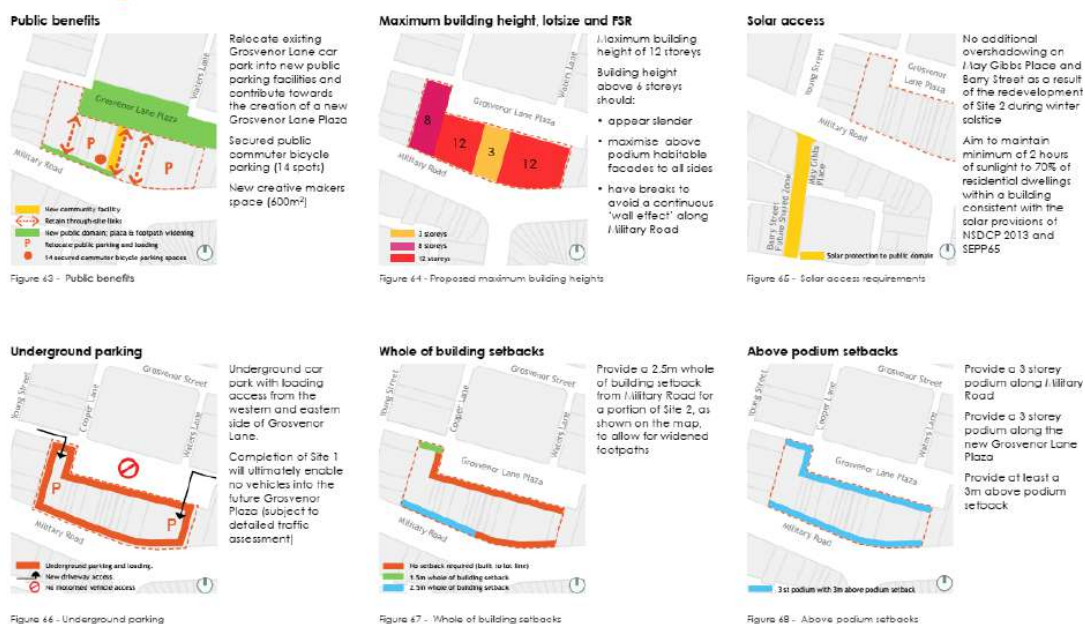 Public benefits
Young Street
Waters Lane
Grosvenor Lane Plaza
Military Road
P
P
New community facility
Retain through-site links
New public domain; plaza & footpath widening
P Relocate public parking and loading
14 secured commuter bicycle parking spaces
Figure 63 - Public benefits
Relocate existing
Grosvenor Lane car
park into new public
parking facilities and
contribute towards
the creation of a new
Grosvenor Lane Plaza
Secured public
commuter bicycle
parking (14 spots)
New creative makers
space (600m²)
Maximum building height, lotsize and FSR
Young Street
Waters Lane
Grosvenor Lane Plaza
8
12
3
12
Military Road
3 storeys
8 storeys
12 storeys
Figure 64 - Proposed maximum building heights
Maximum building
height of 12 storeys
Building height
above 6 storeys
should:
• appear slender
• maximise above
podium habitable
facades to all sides
• have breaks to
avoid a continuous
'wall effect' along
Military Road
Solar access
Young Street
Grosvenor
Lane Plaza
Military Road
May Gibbs
Place
Barry Street
Future Shared Zone
Solar protection to public domain
Figure 65 - Solar access requirements
No additional
overshadowing on
May Gibbs Place and
Barry Street as a result
of the redevelopment
of Site 2 during winter
solstice
Aim to maintain
minimum of 2 hours
of sunlight to 70% of
residential dwellings
within a building
consistent with the
solar provisions of
NSDCP 2013 and
SEPP65
Underground parking
Grosvenor Street
Young Street
Cooper Lane
Waters Lane
P
P
Military Road
Underground parking and loading.
New driveway access
No motorised vehicle access
Figure 66 - Underground parking
Underground car
park with loading
access from the
western and eastern
side of Grosvenor
Lane.
Completion of Site 1
will ultimately enable
no vehicles into the
future Grosvenor
Plaza (subject to
detailed traffic
assessment)
Whole of building setbacks
Grosvenor Street
Young Street
Cooper Lane
Waters Lane
Grosvenor Lane Plaza
Military Road
No setback required (built to lot line)
1.5m whole of building setback
2.5m whole of building setback
Figure 67 - Whole of building setbacks
Provide a 2.5m whole
of building setback
from Military Road for
a portion of Site 2, as
shown on the map,
to allow for widened
footpaths
Above podium setbacks
Grosvenor Street
Young Street
Cooper Lane
Waters Lane
Grosvenor Lane Plaza
Military Road
3 st podium with 3m above podium setback
Figure 68 - Above podium setbacks
Provide a 3 storey
podium along Military
Road
Provide a 3 storey
podium along the
new Grosvenor Lane
Plaza
Provide at least a
3m above podium
setback